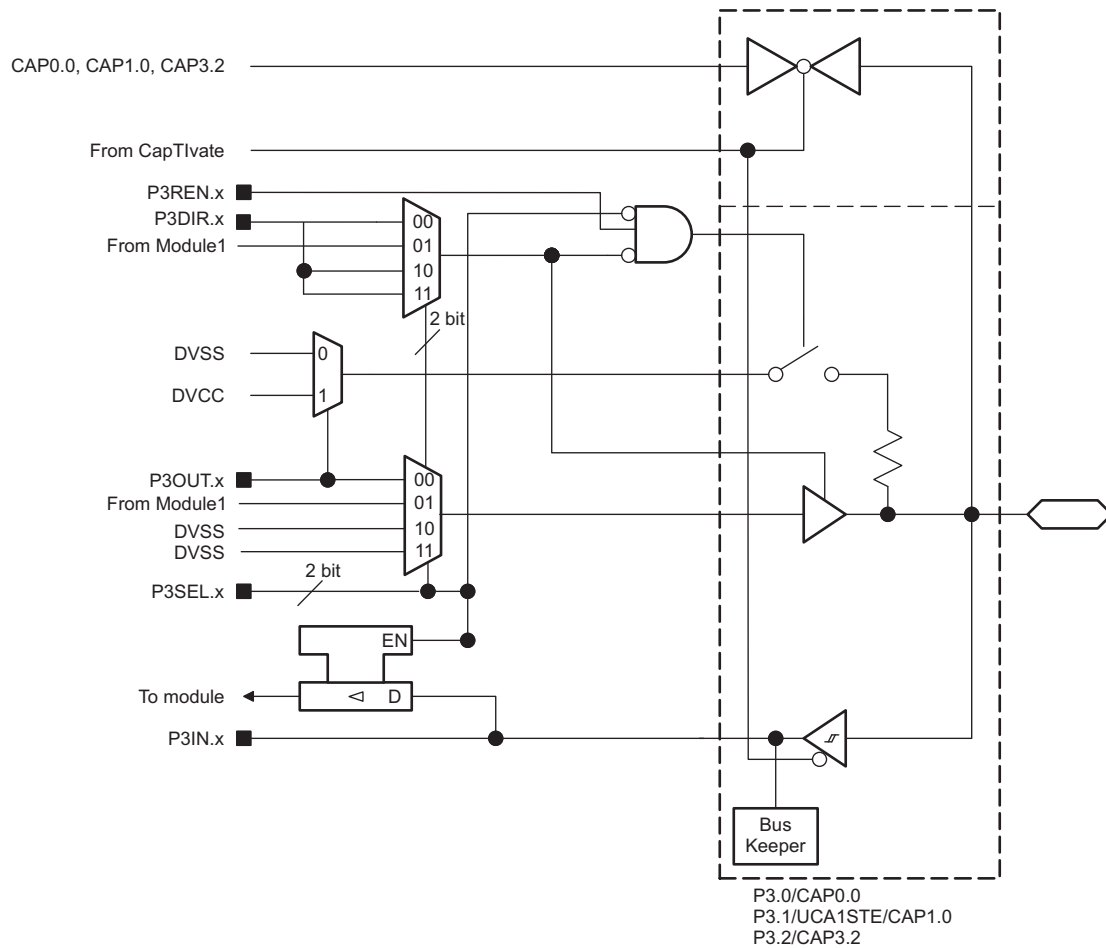 CAP0.0, CAP1.0, CAP3.2
From CapTIvate
P3REN.x
P3DIR.x
From Module1
00
01
10
11
2 bit
DVSS
DVCC
0
1
P3OUT.x
From Module1
DVSS
DVSS
00
01
10
11
P3SEL.x
2 bit
EN
To module
D
P3IN.x
Bus
Keeper
P3.0/CAP0.0
P3.1/UCA1STE/CAP1.0
P3.2/CAP3.2